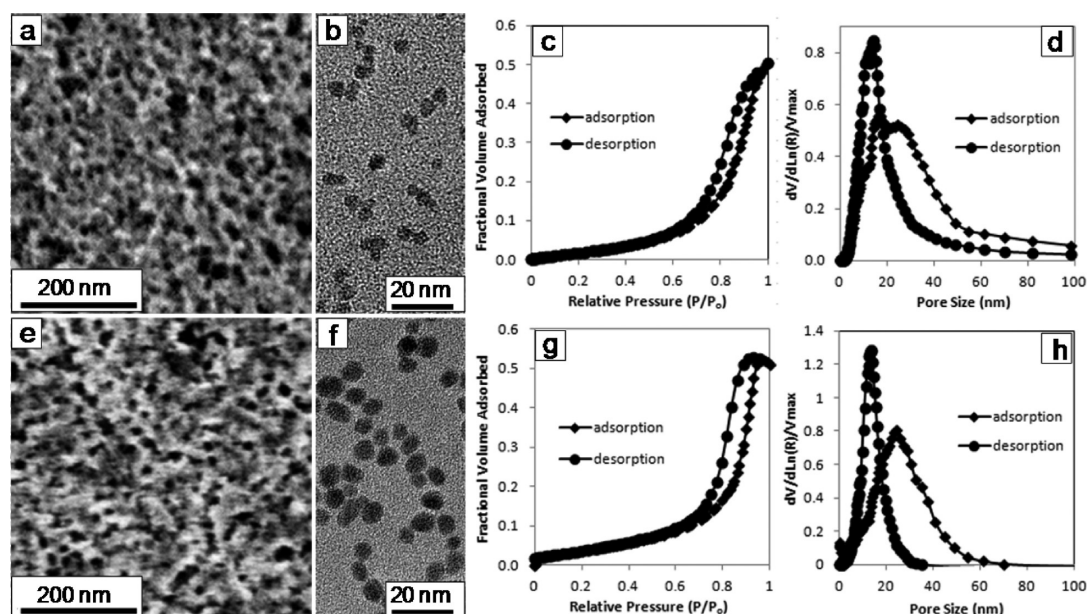 a
200 nm
b
20 nm
c
Fractional Volume Adsorbed
0.6
0.5
0.4
0.3
0.2
0.1
0.0
adsorption
desorption
0 0.2 0.4 0.6 0.8 1
Relative Pressure (P/Po)
d
dV/dLn(R)/Vmax
0.8
0.6
0.4
0.2
0.0
adsorption
desorption
0 20 40 60 80 100
Pore Size (nm)
e
200 nm
f
20 nm
g
Fractional Volume Adsorbed
0.6
0.5
0.4
0.3
0.2
0.1
0.0
adsorption
desorption
0.0 0.2 0.4 0.6 0.8 1
Relative Pressure (P/Po)
h
dV/dLn(R)/Vmax
1.4
1.2
1
0.8
0.6
0.4
0.2
0
adsorption
desorption
0 20 40 60 80 100
Pore Size (nm)